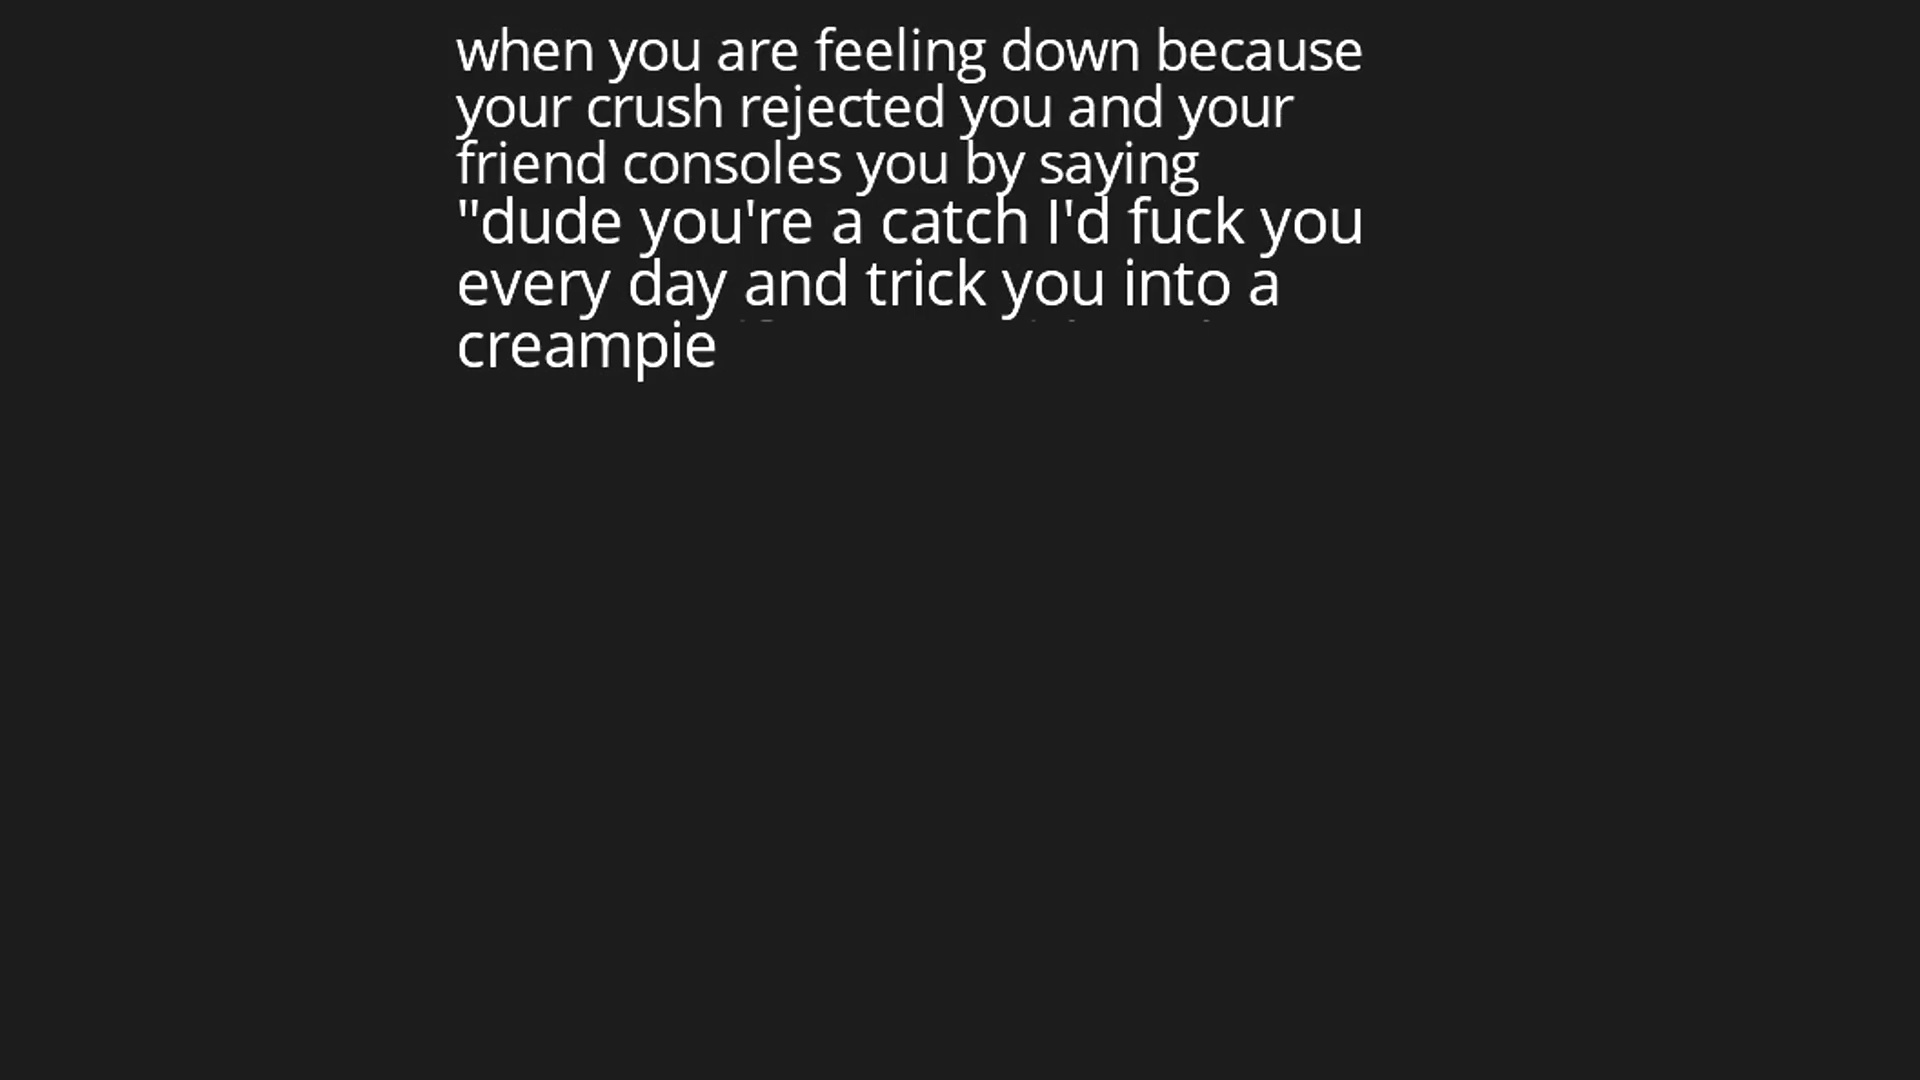 when you are feeling down because
your crush rejected you and your
friend consoles you by saying
"dude you're a catch I'd fuck you
every day and trick you into a
creampie